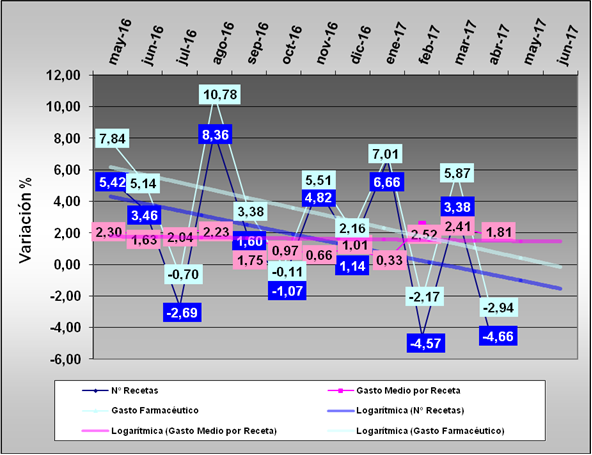 may-16 jun-16 jul-16 ago-16 sep-16 oct-16 nov-16 dic-16 ene-17 feb-17 mar-17 abr-17 may-17 jun-17
Variación %
12,00
10,00
8,00
6,00
4,00
2,00
0,00
-2,00
-4,00
-6,00
7,84 5,14 -0,70 10,78 3,38 -0,11 5,51 2,16 7,01 -2,17 5,87 -2,94
5,42 3,46 -2,69 8,36 1,60 -1,07 4,82 1,14 6,66 -4,57 3,38 -4,66
2,30 1,63 2,04 2,23 1,75 0,97 0,66 1,01 0,33 2,52 2,41 1,81
N° Recetas Gasto Medio por Receta
Gasto Farmacéutico Logarítmica (N° Recetas)
Logarítmica (Gasto Medio por Receta) Logarítmica (Gasto Farmacéutico)